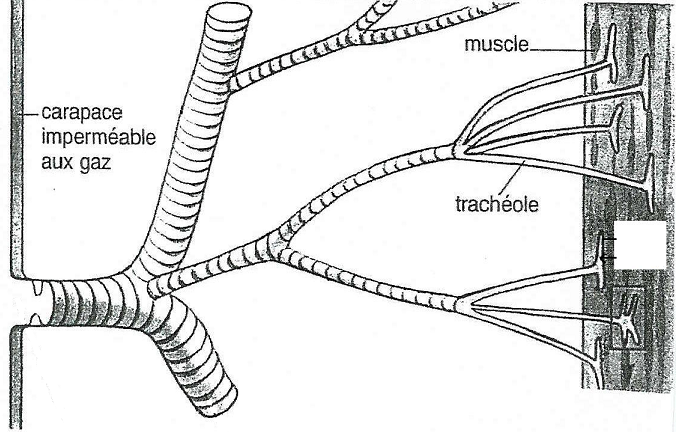 muscle
carapace
imperméable
aux gaz
trachéole